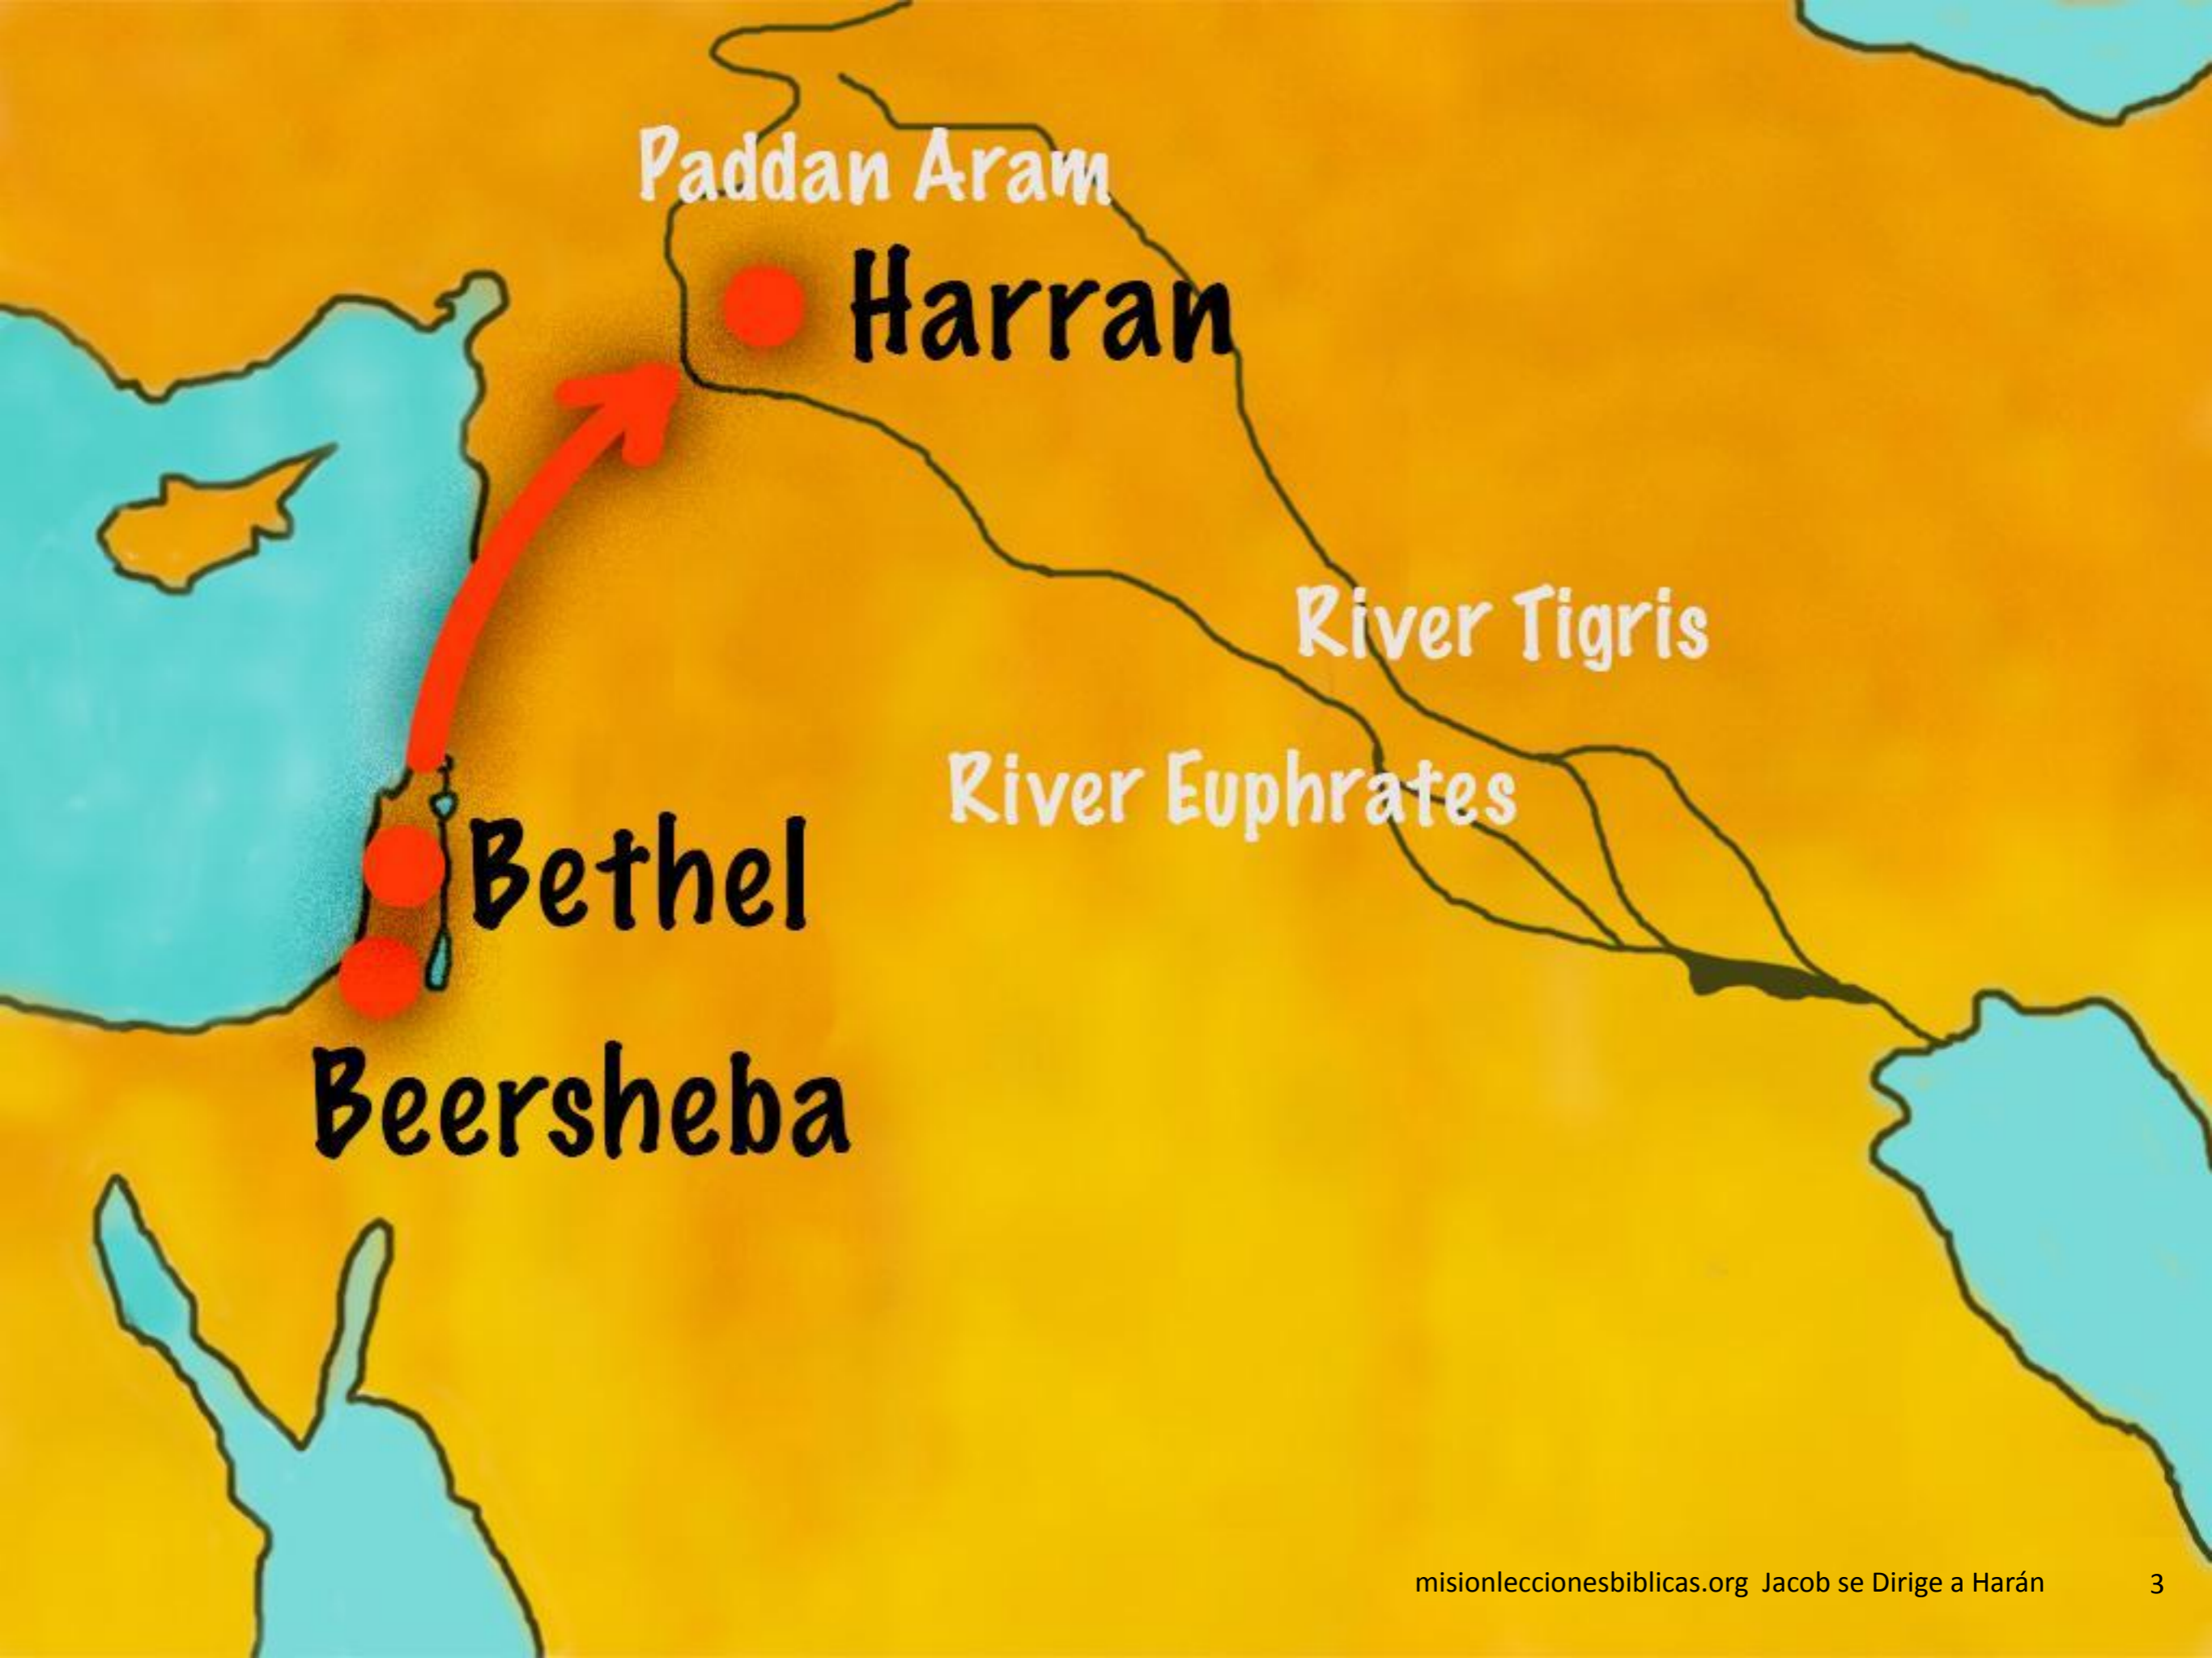 Paddan Aram
Harran
River Tigris
River Euphrates
Bethel
Beersheba
misionleccionesbiblicas.org Jacob se Dirige a Harán 3